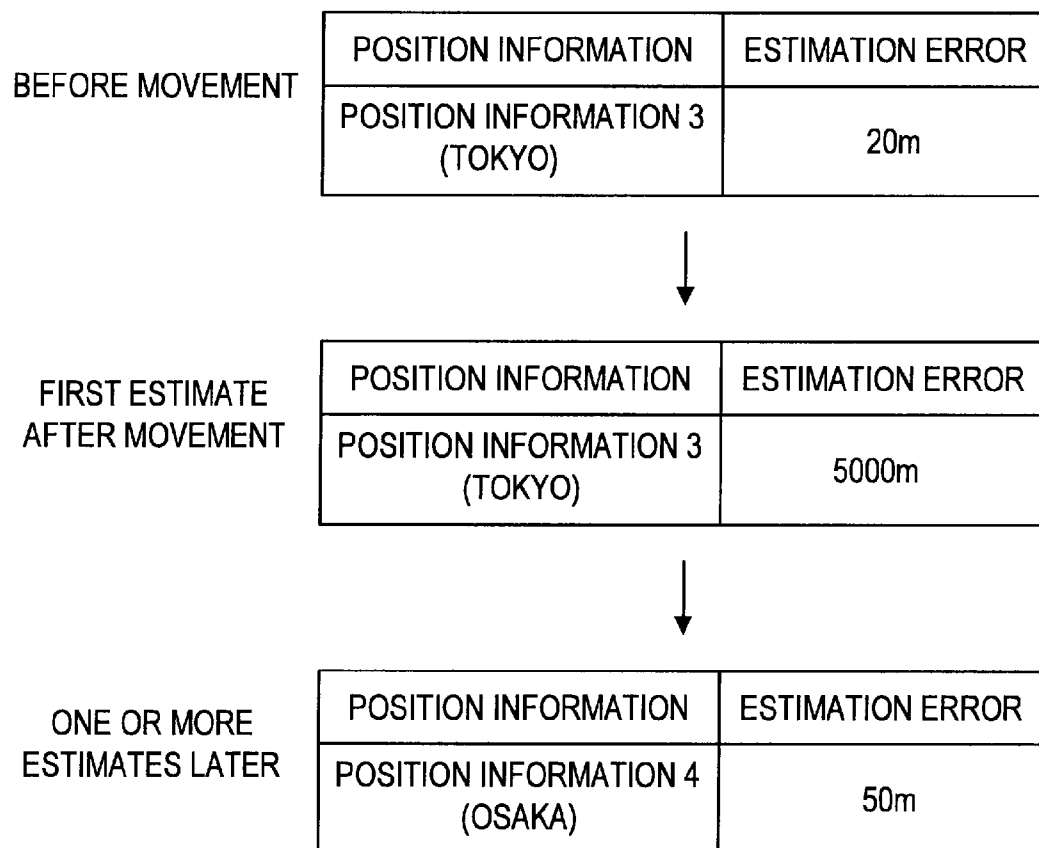 BEFORE MOVEMENT
POSITION INFORMATION
ESTIMATION ERROR
POSITION INFORMATION 3
(TOKYO)
20m
FIRST ESTIMATE
AFTER MOVEMENT
POSITION INFORMATION
ESTIMATION ERROR
POSITION INFORMATION 3
(TOKYO)
5000m
ONE OR MORE
ESTIMATES LATER
POSITION INFORMATION
ESTIMATION ERROR
POSITION INFORMATION 4
(OSAKA)
50m